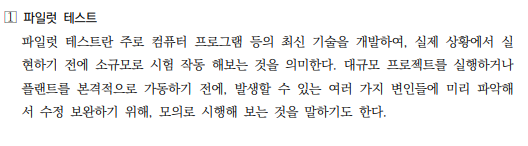 1 파일럿 테스트
파일럿 테스트란 주로 컴퓨터 프로그램 등의 최신 기술을 개발하여, 실제 상황에서 실
현하기 전에 소규모로 시험 작동 해보는 것을 의미한다. 대규모 프로젝트를 실행하거나
플랜트를 본격적으로 가동하기 전에, 발생할 수 있는 여러 가지 변인들에 미리 파악해
서 수정 보완하기 위해, 모의로 시행해 보는 것을 말하기도 한다.